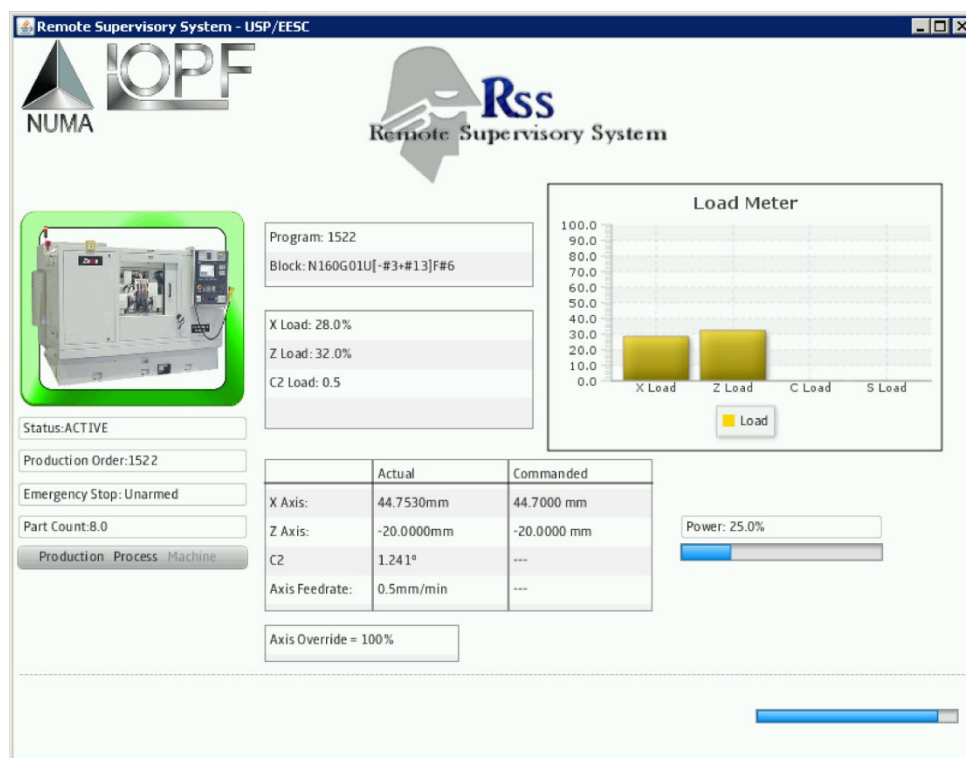 Remote Supervisory System - USP/EESC
NUMA
LOPF
Rss
Remote Supervisory System
Program: 1522
Block: N160G01U[-#3+#13]F#6
X Load: 28.0%
Z Load: 32.0%
C2 Load: 0.5
Load Meter
100.0
90.0
80.0
70.0
60.0
50.0
40.0
30.0
20.0
10.0
0.0
X Load Z Load C Load S Load
Load
Status:ACTIVE
Production Order:1522
Emergency Stop: Unarmed
Part Count:8.0
Production Process Machine
Actual Commanded
X Axis: 44.7530mm 44.7000 mm
Z Axis: -20.0000mm -20.0000 mm
C2 1.241º ---
Axis Feedrate: 0.5mm/min ---
Axis Override = 100%
Power: 25.0%